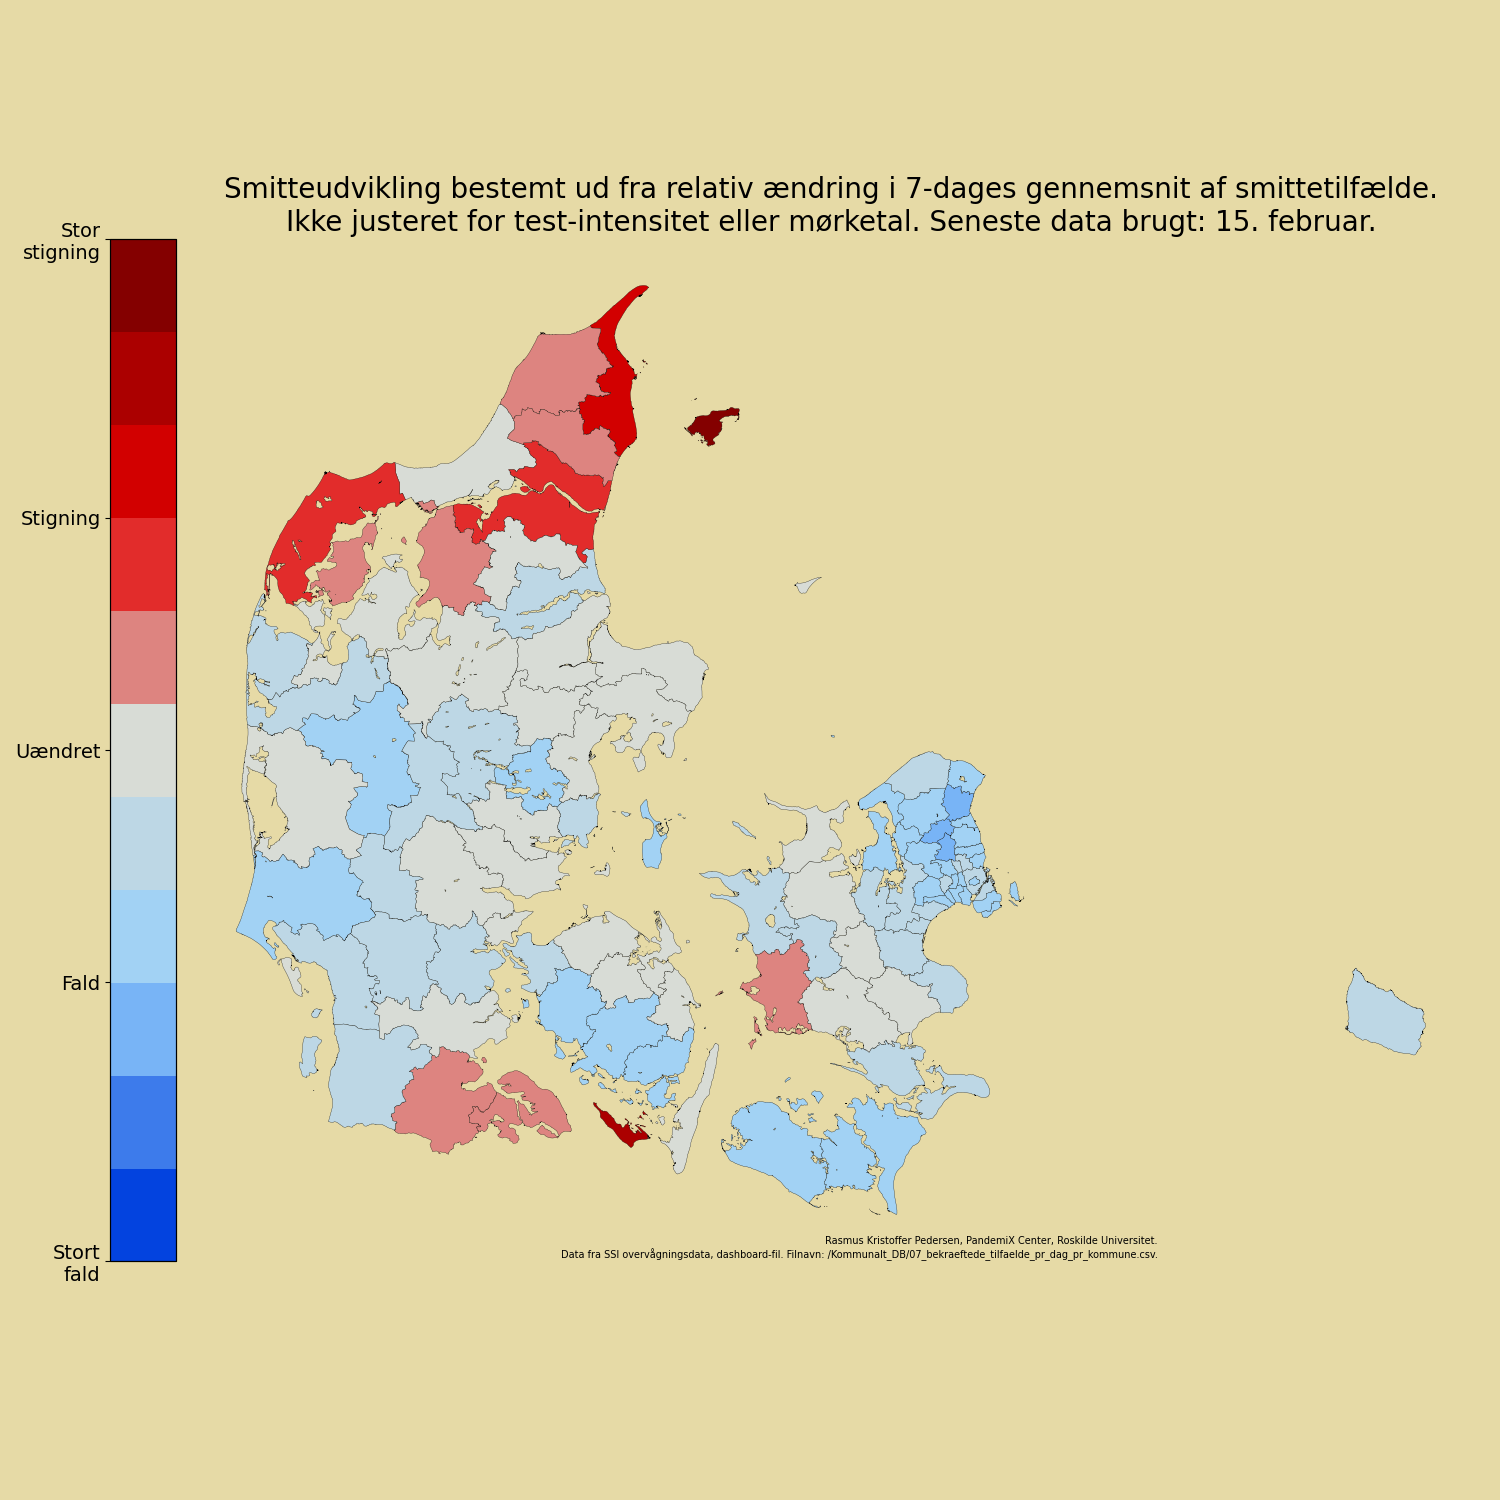 Smitteudvikling bestemt ud fra relativ ændring i 7-dages gennemsnit af smittetilfælde.
Ikke justeret for test-intensitet eller mørketal. Seneste data brugt: 15. februar.
Stor
stigning
Stigning
Uændret
Fald
Stort
fald
Rasmus Kristoffer Pedersen, PandemiX Center, Roskilde Universitet.
Data fra SSI overvågningsdata, dashboard-fil. Filnavn: /Kommunalt_DB/07_bekraeftede_tilfaelde_pr_dag_pr_kommune.csv.